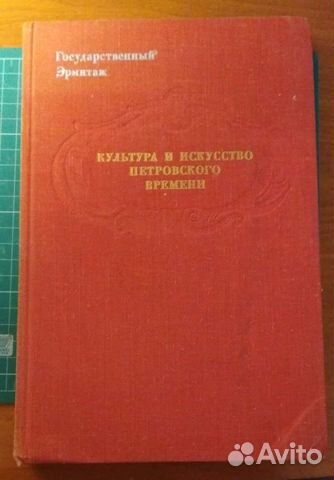 Государственный
Эрмитаж
КУЛЬТУРА И ИСКУССТВО
ПЕТРОВСКОГО
ВРЕМЕНИ
Avito